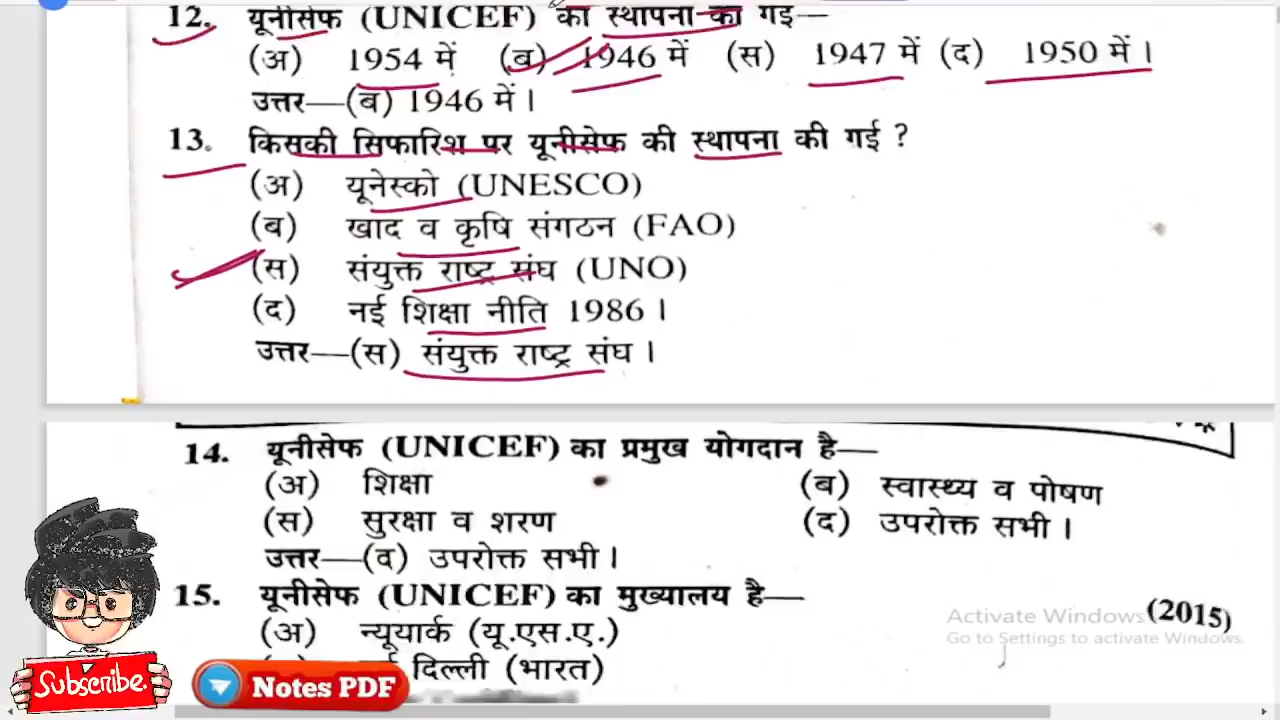 12. यूनीसेफ (UNICEF) की स्थापना की गई—
(अ) 1954 में (ब) 1946 में (स) 1947 में (द) 1950 में।
उत्तर—(ब) 1946 में।
13. किसकी सिफारिश पर यूनीसेफ की स्थापना की गई ?
(अ) यूनेस्को (UNESCO)
(ब) खाद व कृषि संगठन (FAO)
(स) संयुक्त राष्ट्र संघ (UNO)
(द) नई शिक्षा नीति 1986 ।
उत्तर—(स) संयुक्त राष्ट्र संघ ।
14. यूनीसेफ (UNICEF) का प्रमुख योगदान है—
(अ) शिक्षा (ब) स्वास्थ्य व पोषण
(स) सुरक्षा व शरण (द) उपरोक्त सभी ।
उत्तर—(द) उपरोक्त सभी ।
15. यूनीसेफ (UNICEF) का मुख्यालय है— (2015)
(अ) न्यूयार्क (यू.एस.ए.)
दिल्ली (भारत)
Activate Windows
Go to Settings to activate Windows.
Subscribe.
Notes PDF